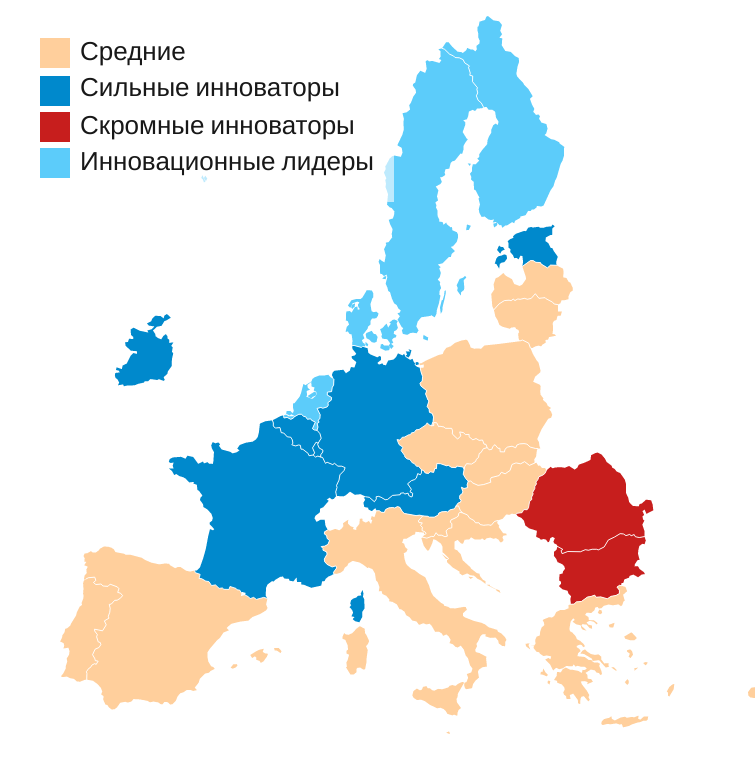 Средние
Сильные инноваторы
Скромные инноваторы
Инновационные лидеры